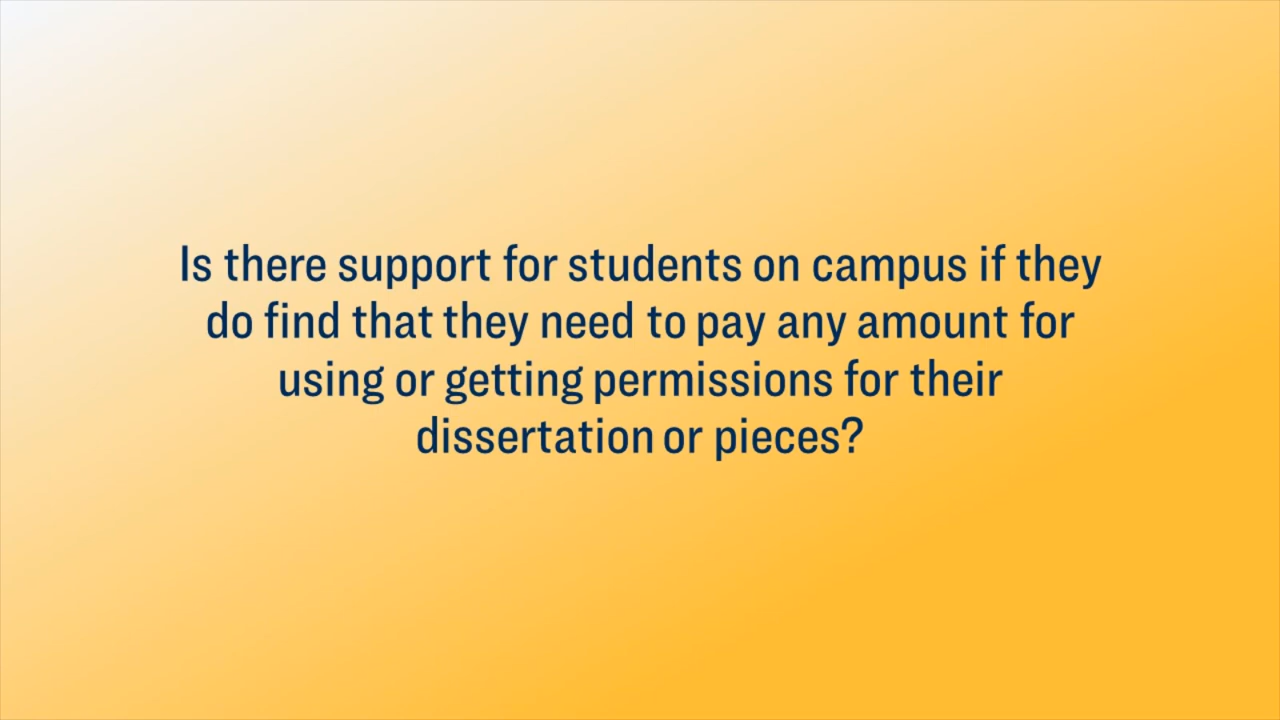 Is there support for students on campus if they
do find that they need to pay any amount for
using or getting permissions for their
dissertation or pieces?